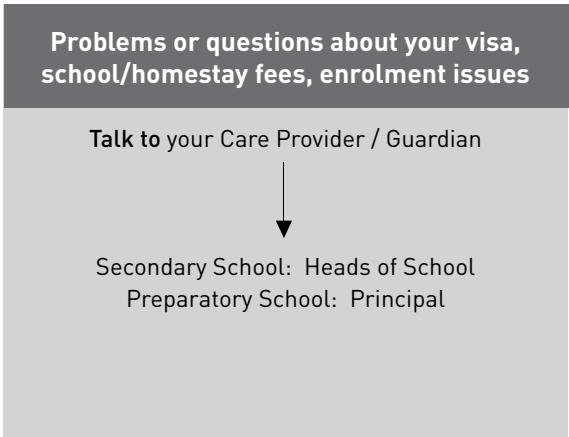 Problems or questions about your visa,
school/homestay fees, enrolment issues
Talk to your Care Provider / Guardian
Secondary School: Heads of School
Preparatory School: Principal